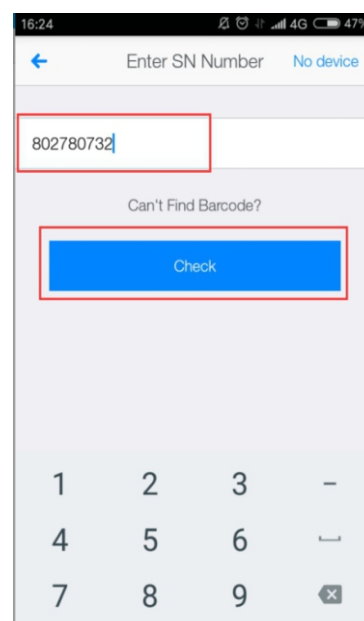 16:24 4G 47%
Enter SN Number No device
802780732
Can't Find Barcode?
Check
1 2 3 –
4 5 6
7 8 9